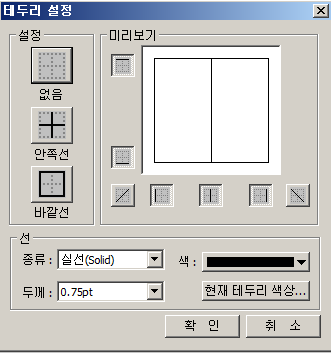 테두리 설정
설정
미리보기
없음
안쪽선
바깥선
선
종류 : 실선(Solid)
색 :
두께 : 0.75pt
현재 테두리 색상...
확 인
취 소